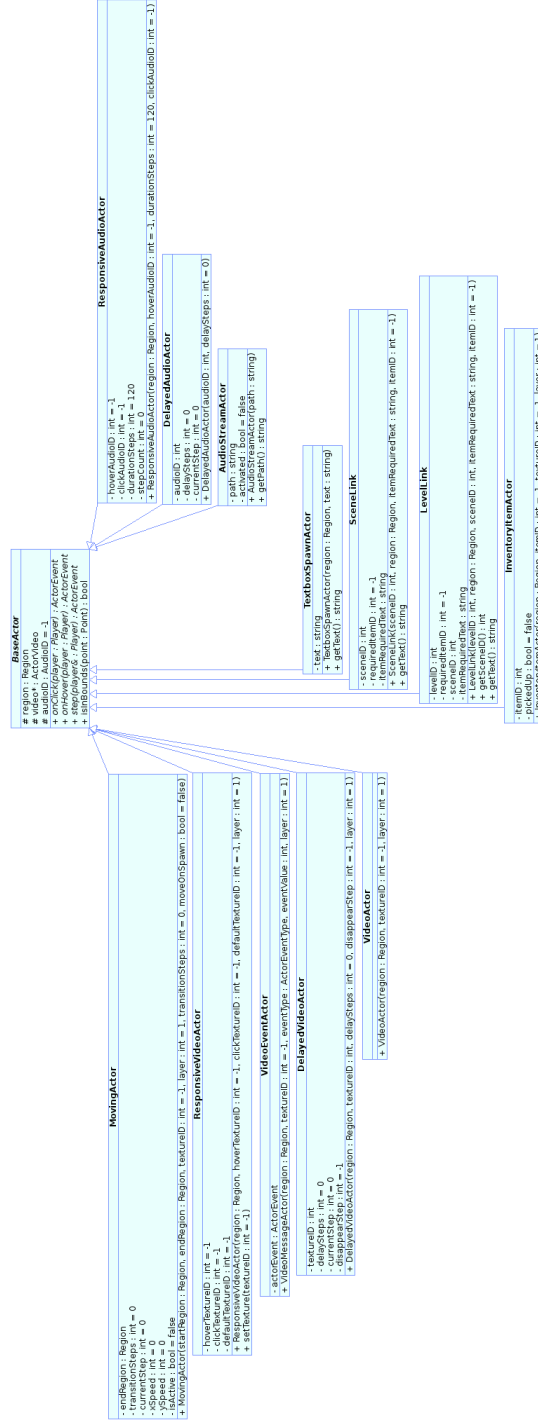 BaseActor
# region : Region
# video* : ActorVideo
# audioID : AudioID = -1
+ onClick(player : Player) : ActorEvent
+ onHover(player : Player) : ActorEvent
+ step(player& : Player) : ActorEvent
+ isInBounds(point : Point) : bool
ResponsiveAudioActor
- hoverAudioID : int = -1
- clickAudioID : int = -1
- durationSteps : int = 120
- stepCount : int = 0
+ ResponsiveAudioActor(region : Region, hoverAudioID : int = -1, durationSteps : int = 120, clickAudioID : int = -1)
DelayedAudioActor
- audioID : int
- delaySteps : int = 0
- currentStep : int = 0
+ DelayedAudioActor(audioID : int, delaySteps : int = 0)
AudioStreamActor
- path : string
- activated : bool = false
+ AudioStreamActor(path : string)
+ getPath() : string
TextboxSpawnActor
- text : string
+ TextboxSpawnActor(region : Region, text : string)
+ getText() : string
SceneLink
- sceneID : int
- requiredItemID : int = -1
- itemRequiredText : string
+ SceneLink(sceneID : int, region : Region, itemRequiredText : string, itemID : int = -1)
+ getText() : string
LevelLink
- levelID : int
- requiredItemID : int = -1
- sceneID : int
- itemRequiredText : string
+ LevelLink(levelID : int, region : Region, sceneID : int, itemRequiredText : string, itemID : int = -1)
+ getSceneID() : int
+ getText() : string
InventoryItemActor
- itemID : int
- pickedUp : bool = false
MovingActor
- endRegion : Region
- transitionSteps : int = 0
- currentStep : int = 0
- xSpeed : int = 0
- ySpeed : int = 0
- isActive : bool = false
+ MovingActor(startRegion : Region, endRegion : Region, textureID : int = -1, layer : int = 1, transitionSteps : int = 0, moveOnSpawn : bool = false)
ResponsiveVideoActor
- hoverTextureID : int = -1
- clickTextureID : int = -1
- defaultTextureID : int = -1
+ ResponsiveVideoActor(region : Region, hoverTextureID : int = -1, clickTextureID : int = -1, defaultTextureID : int = -1, layer : int = 1)
+ setTexture(textureID : int = -1)
VideoEventActor
- actorEvent : ActorEvent
+ VideoMessageActor(region : Region, textureID : int = -1, eventType : ActorEventType, eventValue : int, layer : int = 1)
DelayedVideoActor
- textureID : int
- delaySteps : int = 0
- currentStep : int = 0
- disappearStep : int = -1
+ DelayedVideoActor(region : Region, textureID : int, delaySteps : int = 0, disappearStep : int = -1, layer : int = 1)
VideoActor
+ VideoActor(region : Region, textureID : int = -1, layer : int = 1)